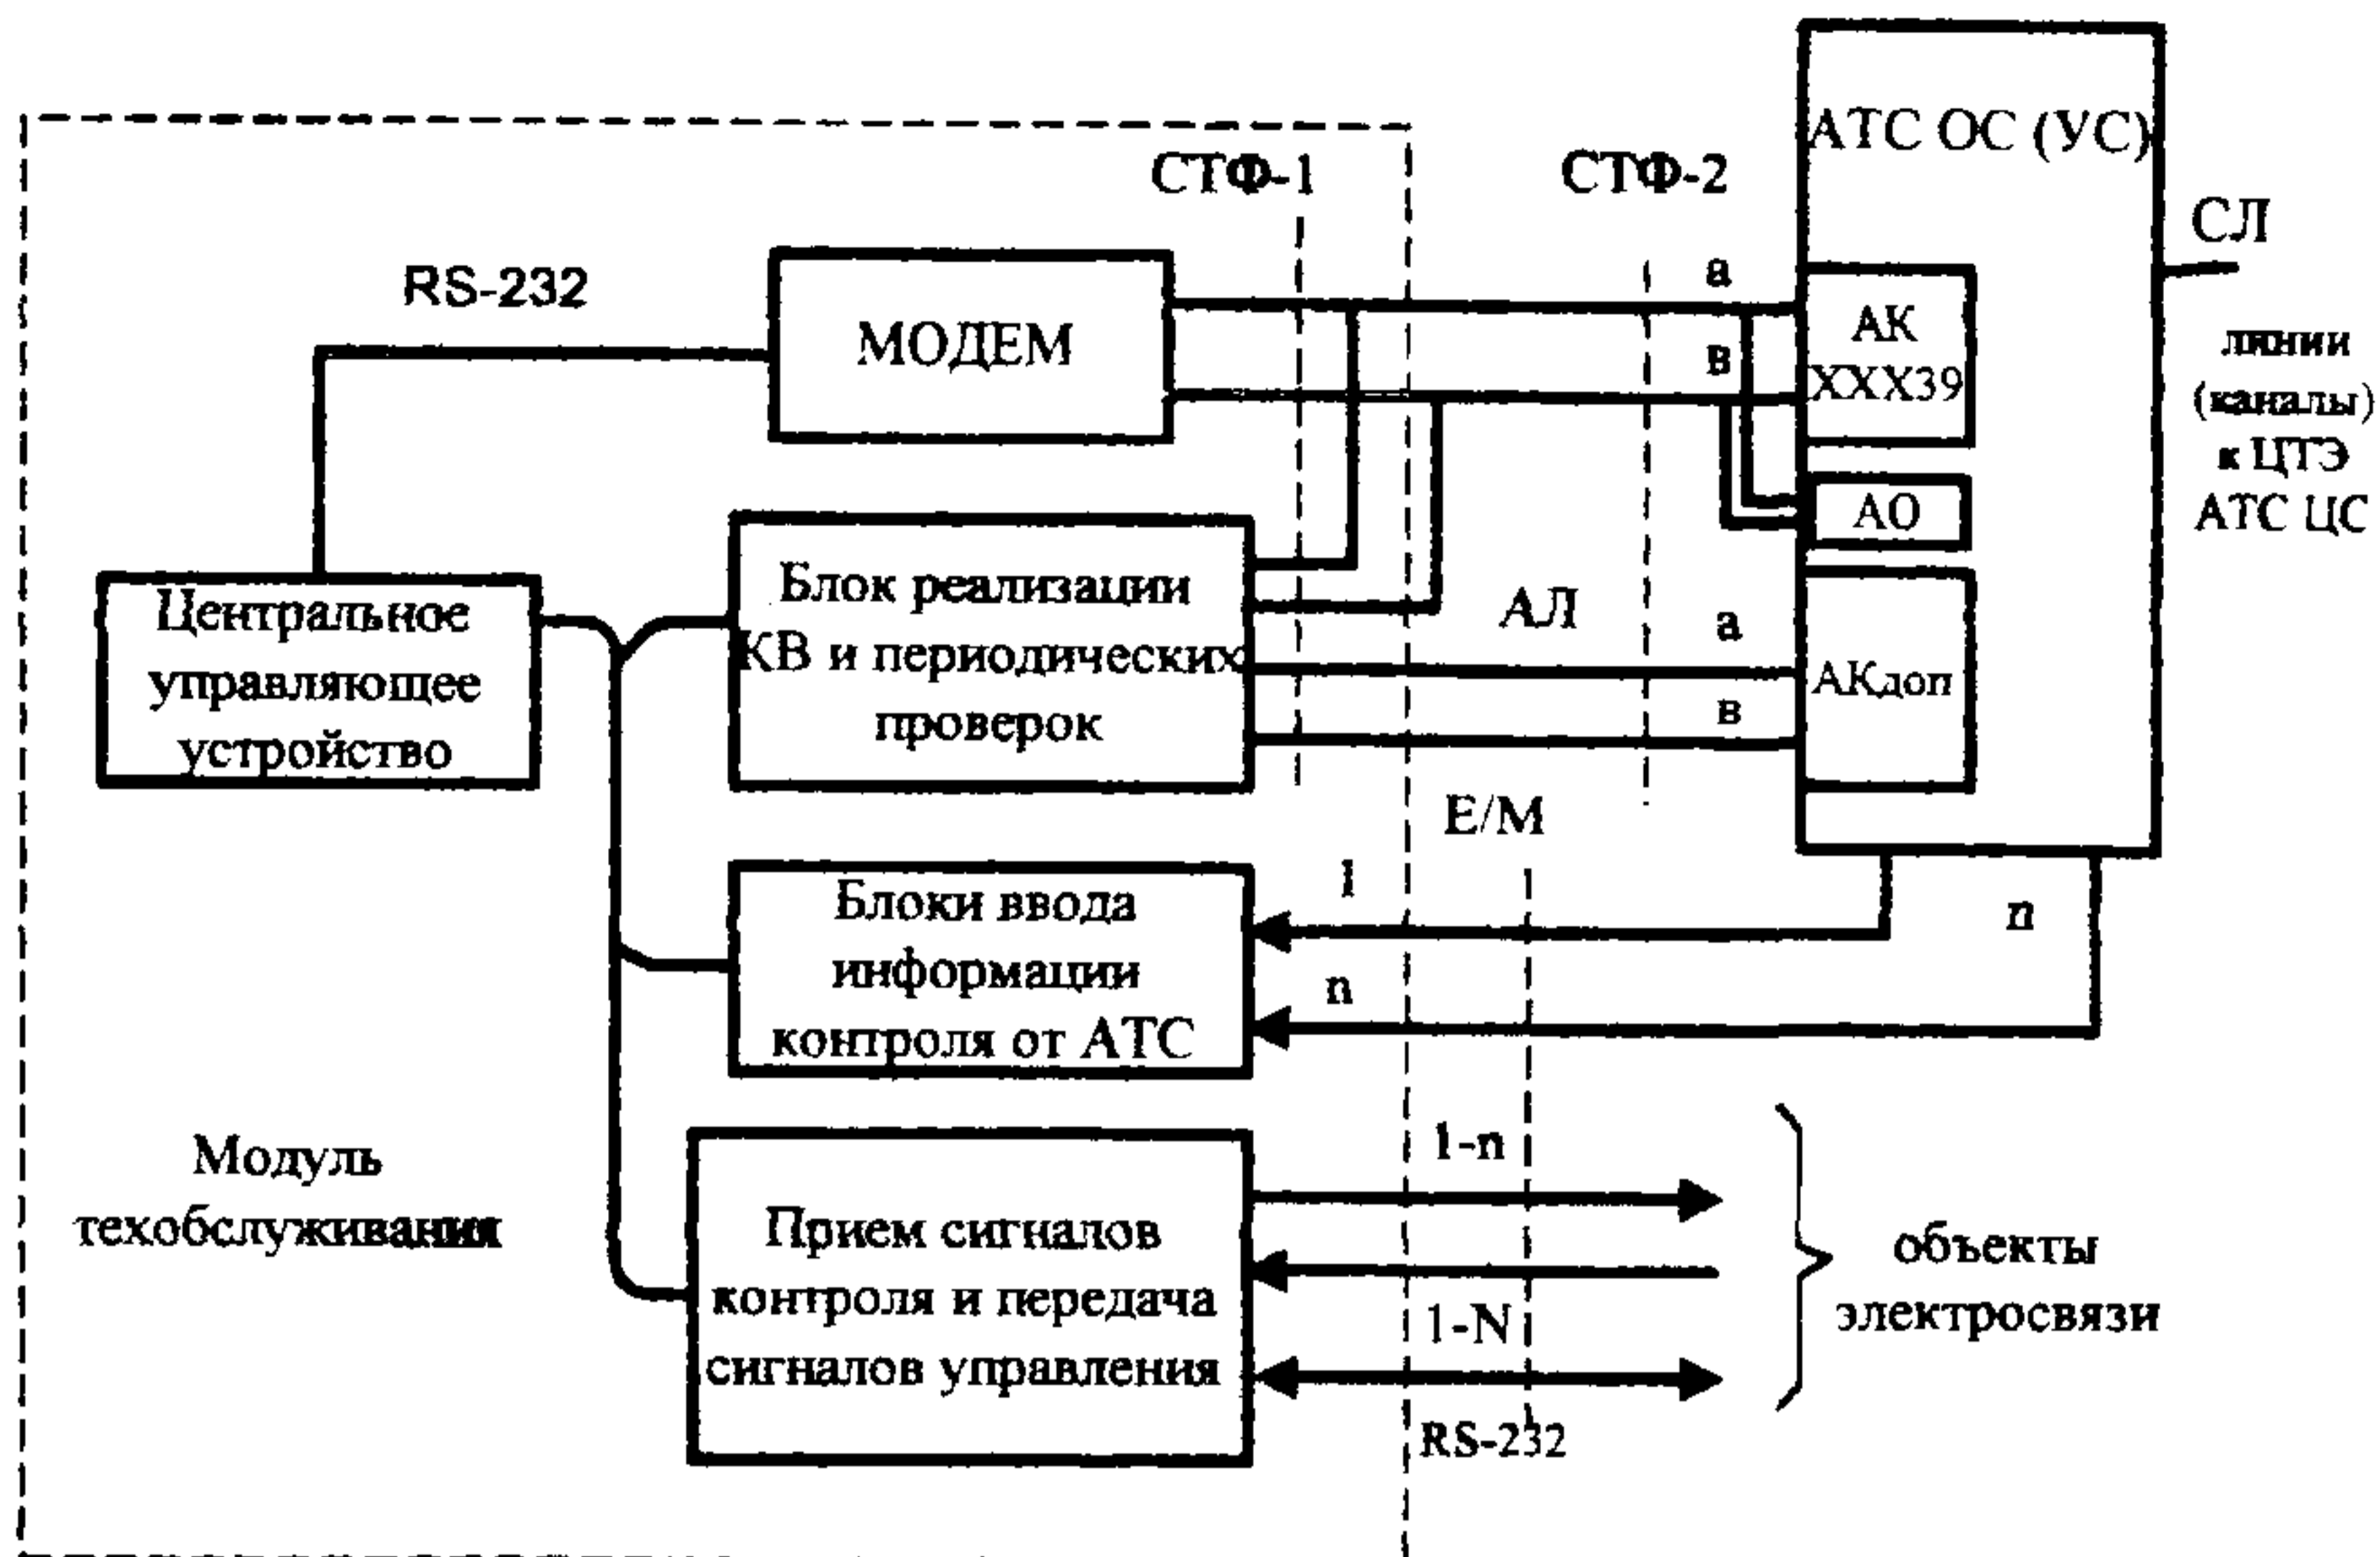 АТС ОС (УС)
СТФ-1
СТФ-2
СЛ
RS-232
МОДЕМ
а
в
АК
ХХХ39
линии
(каналы)
к ЦТЭ
АТС ЦС
АО
Центральное
управляющее
устройство
Блок реализации
КВ и периодических
проверок
АЛ
а
в
АКдоп
Е/М
Блоки ввода
информации
контроля от АТС
1
n
n
Модуль
техобслуживания
Прием сигналов
контроля и передача
сигналов управления
1-n
1-N
RS-232
объекты
электросвязи